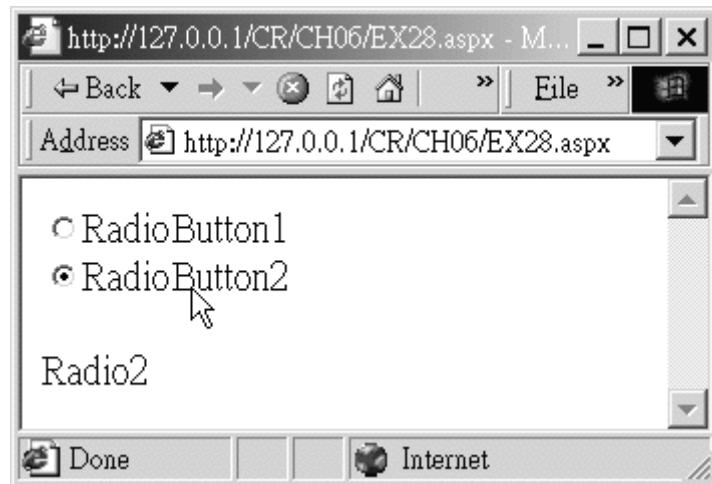 http://127.0.0.1/CR/CH06/EX28.aspx - M...
Back » File »
Address http://127.0.0.1/CR/CH06/EX28.aspx
RadioButton1
RadioButton2
Radio2
Done Internet